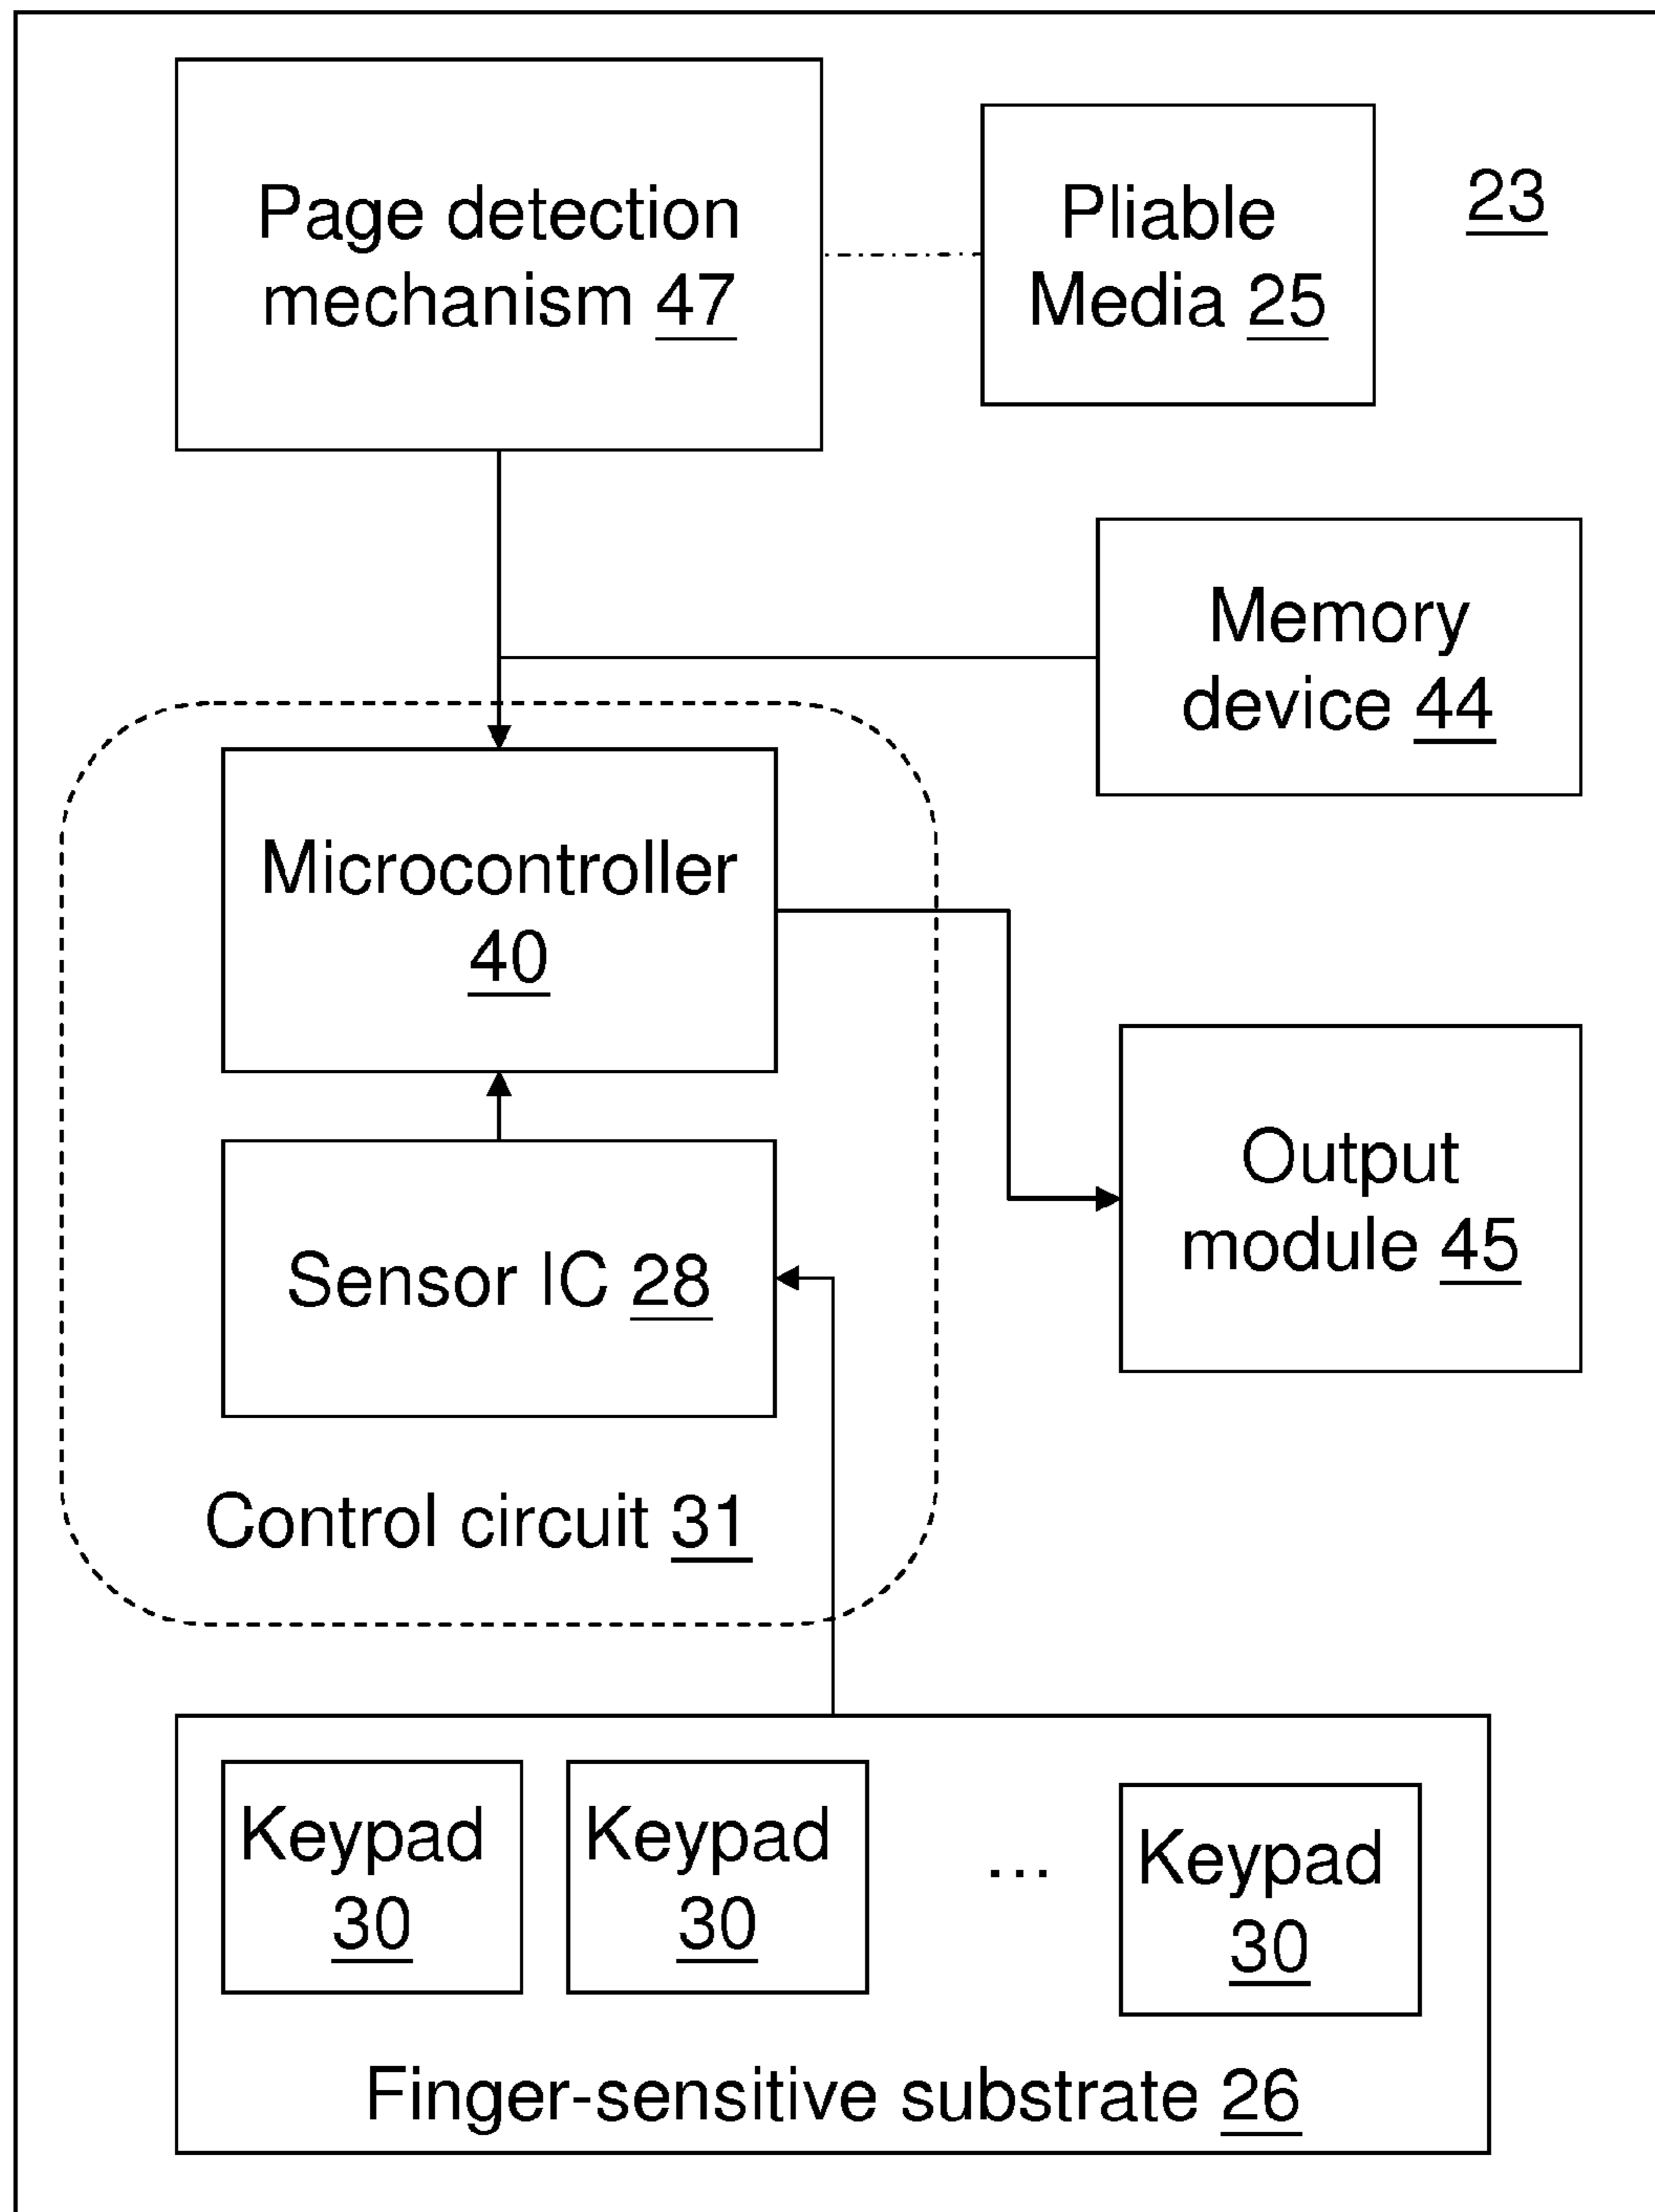 Page detection
mechanism 47
Pliable
Media 25
23
Memory
device 44
Microcontroller
40
Output
module 45
Sensor IC 28
Control circuit 31
Keypad
30
Keypad
30
...
Keypad
30
Finger-sensitive substrate 26